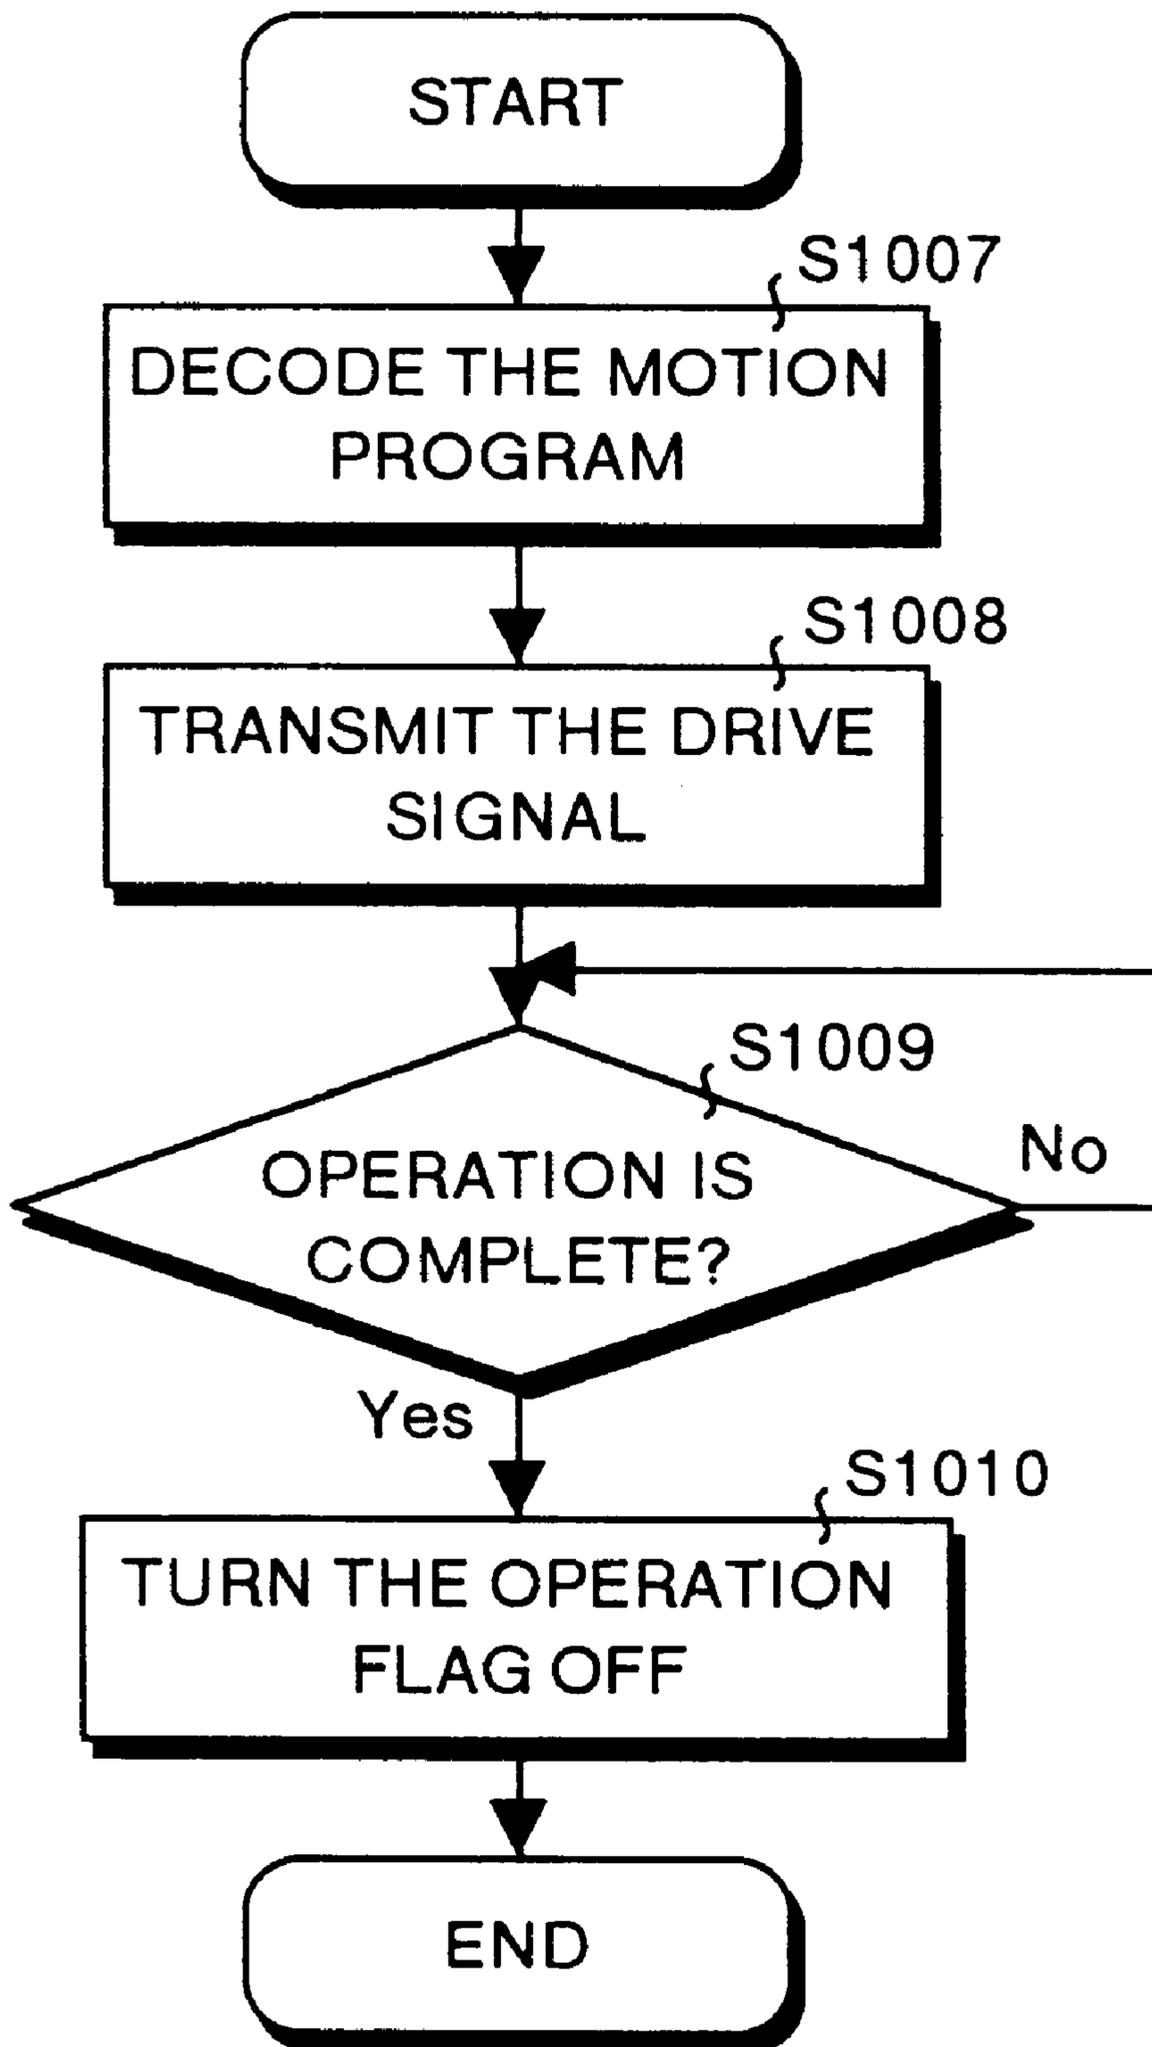 START
S1007
DECODE THE MOTION
PROGRAM
S1008
TRANSMIT THE DRIVE
SIGNAL
S1009
No
OPERATION IS
COMPLETE?
Yes
S1010
TURN THE OPERATION
FLAG OFF
END